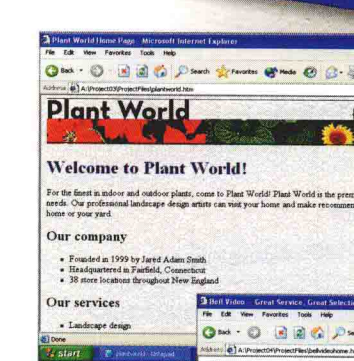 Plant World Home Page - Microsoft Internet Explorer
File Edit View Favorites Tools Help
Back Search Favorites Media
Address A:\Project03\ProjectFiles\plantworld.htm
Plant World
Welcome to Plant World!
For the finest in indoor and outdoor plants, come to Plant World! Plant World is the prem
needs. Our professional landscape design artists can visit your home and make recommen
home or your yard.
Our company
Founded in 1999 by Jared Adam Smith
Headquartered in Fairfield, Connecticut
38 store locations throughout New England
Our services
Landscape design
Bell Video Great Service, Great Selectio
File Edit View Favorites Tools Help
Back Se
Address A:\Project04\ProjectFiles\bellvideohome.h
Done
start plantworld - Notepad